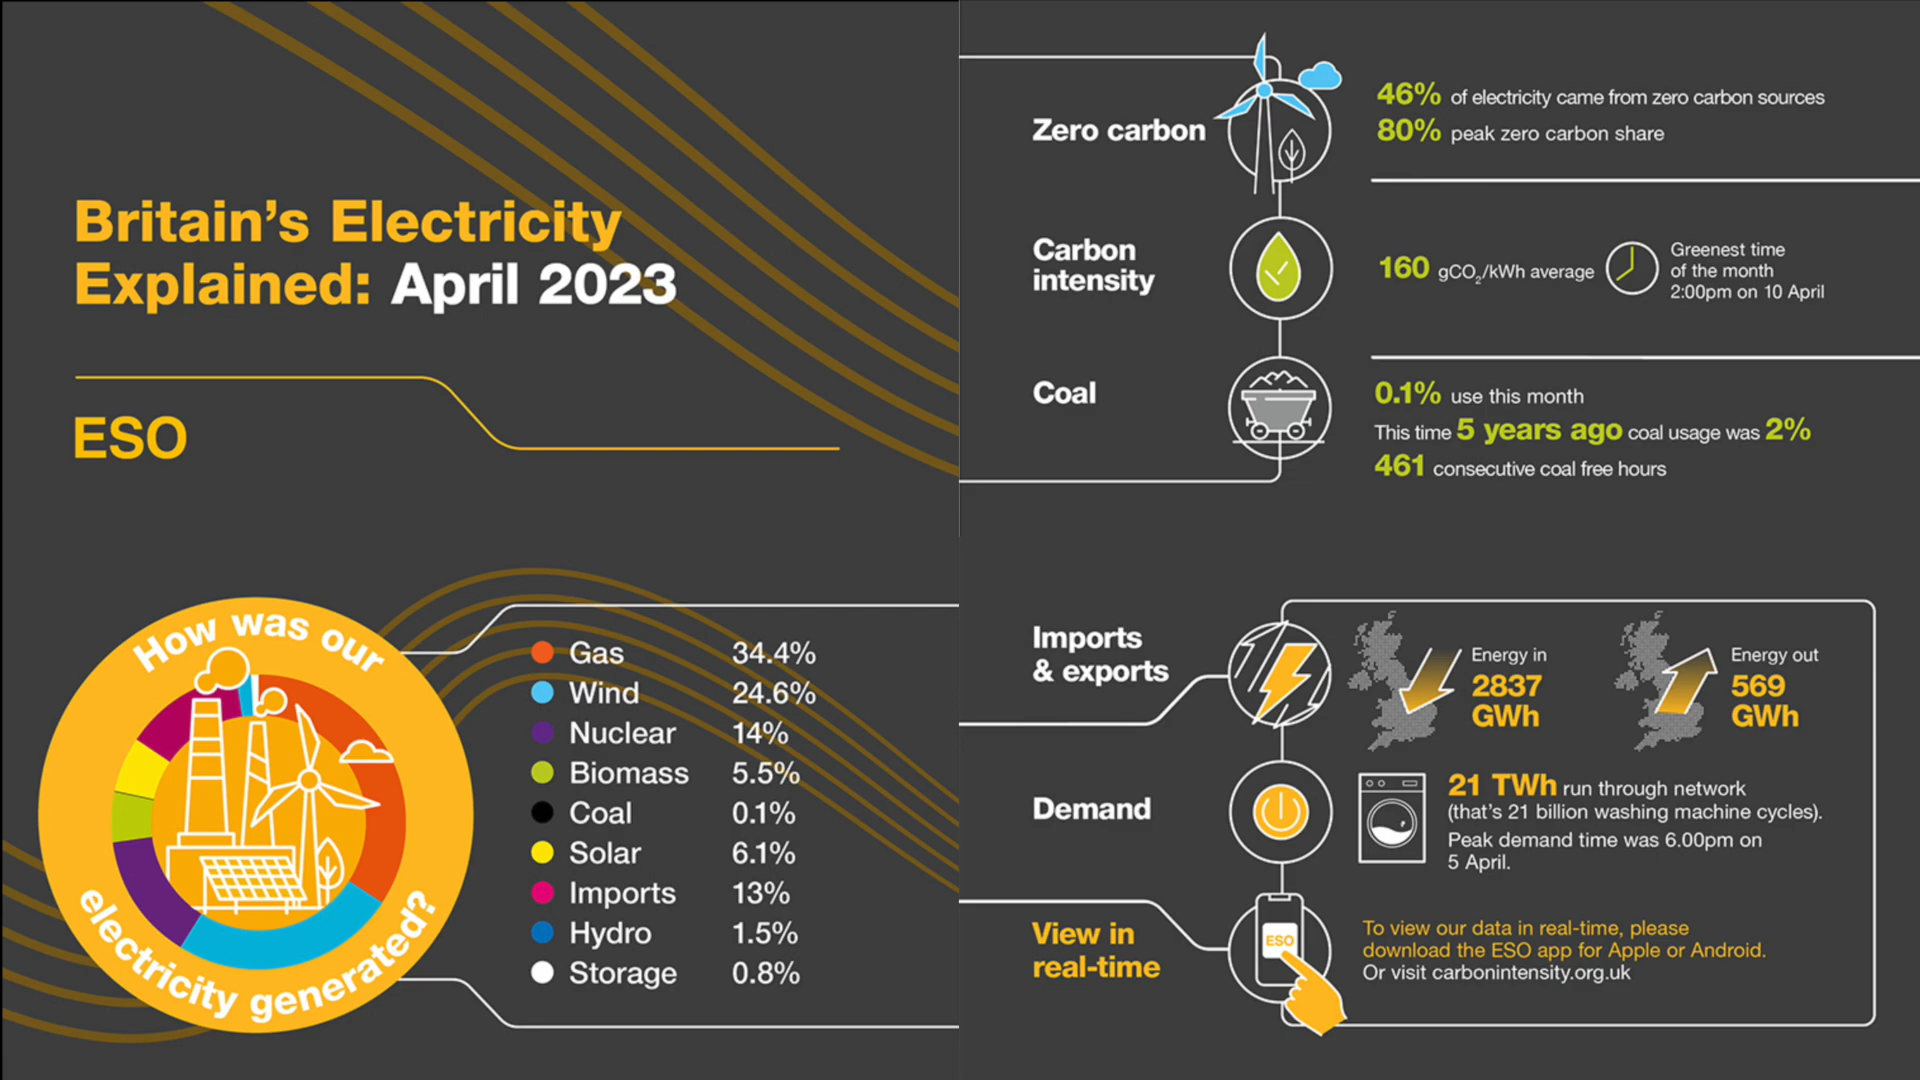 Britain's Electricity
Explained: April 2023
ESO
How was our
electricity generated?
Gas 34.4%
Wind 24.6%
Nuclear 14%
Biomass 5.5%
Coal 0.1%
Solar 6.1%
Imports 13%
Hydro 1.5%
Storage 0.8%
Zero carbon
46% of electricity came from zero carbon sources
80% peak zero carbon share
Carbon
intensity
160 gCO₂/kWh average
Greenest time
of the month
2:00pm on 10 April
Coal
0.1% use this month
This time 5 years ago coal usage was 2%
461 consecutive coal free hours
Imports
& exports
Energy in
2837
GWh
Energy out
569
GWh
Demand
21 TWh run through network
(that's 21 billion washing machine cycles).
Peak demand time was 6.00pm on
5 April.
View in
real-time
ESO
To view our data in real-time, please
download the ESO app for Apple or Android.
Or visit carbonintensity.org.uk